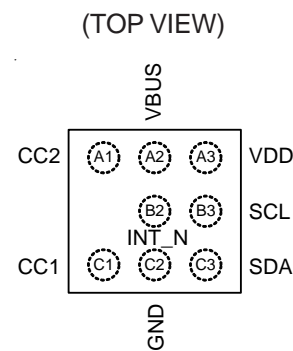 (TOP VIEW)
VBUS
CC2 A1 A2 A3 VDD
B2 B3 SCL
INT_N
CC1 C1 C2 C3 SDA
GND